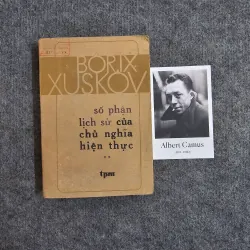 BORIX
XUSKOV
số phận
lịch sử của
chủ nghĩa
hiện thực
**
tpm
Albert Camus